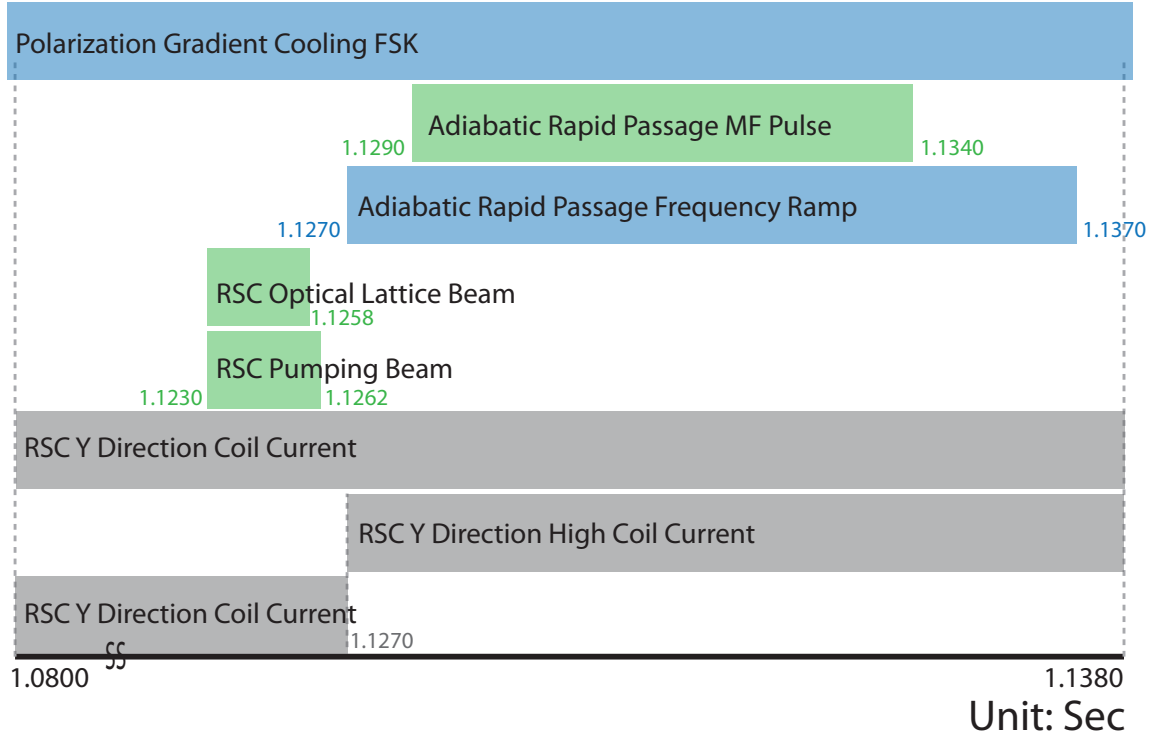 Polarization Gradient Cooling FSK
Adiabatic Rapid Passage MF Pulse
1.1290
1.1340
Adiabatic Rapid Passage Frequency Ramp
1.1270
1.1370
RSC Optical Lattice Beam
1.1258
RSC Pumping Beam
1.1230
1.1262
RSC Y Direction Coil Current
RSC Y Direction High Coil Current
RSC Y Direction Coil Current
1.1270
1.0800
1.1380
Unit: Sec